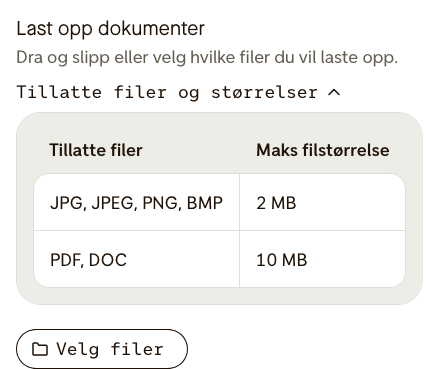 Last opp dokumenter
Dra og slipp eller velg hvilke filer du vil laste opp.
Tillatte filer og størrelser
Tillatte filer Maks filstørrelse
JPG, JPEG, PNG, BMP 2 MB
PDF, DOC 10 MB
Velg filer